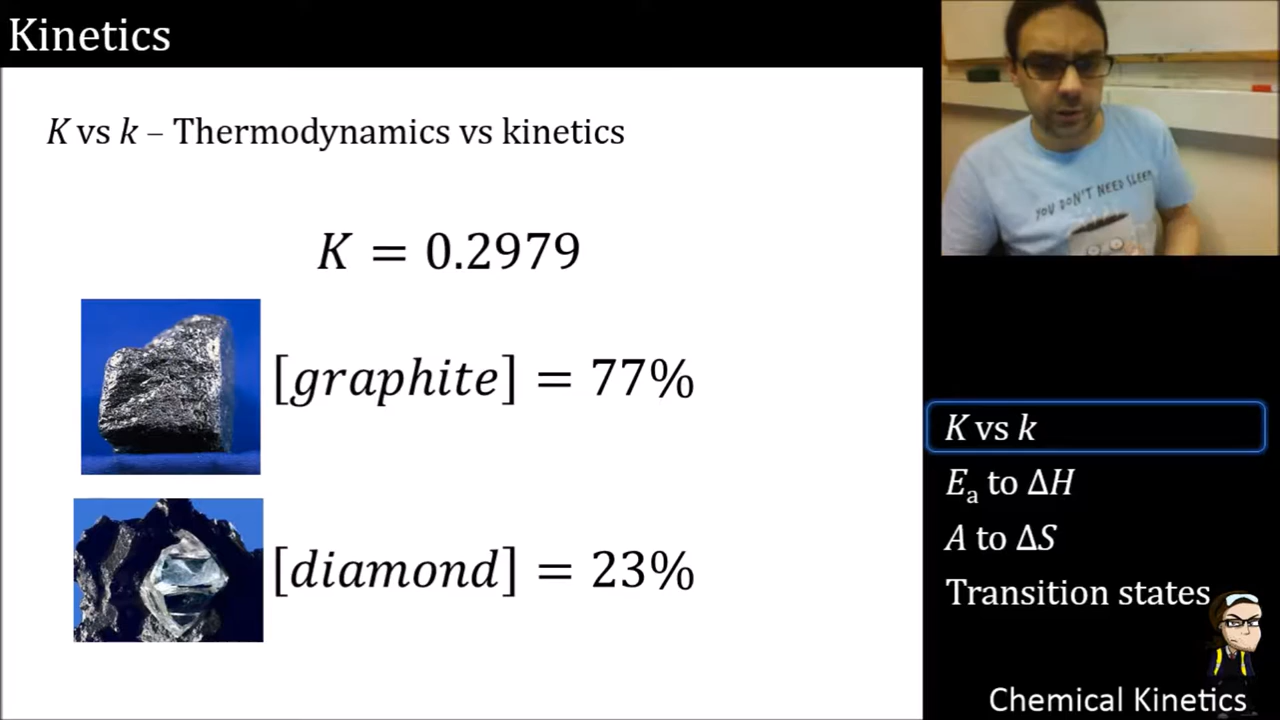 Kinetics
K vs k – Thermodynamics vs kinetics
K = 0.2979
[graphite] = 77%
[diamond] = 23%
YOU DON'T NEED SLEEP
K vs k
Eₐ to ΔH
A to ΔS
Transition states
Chemical Kinetics